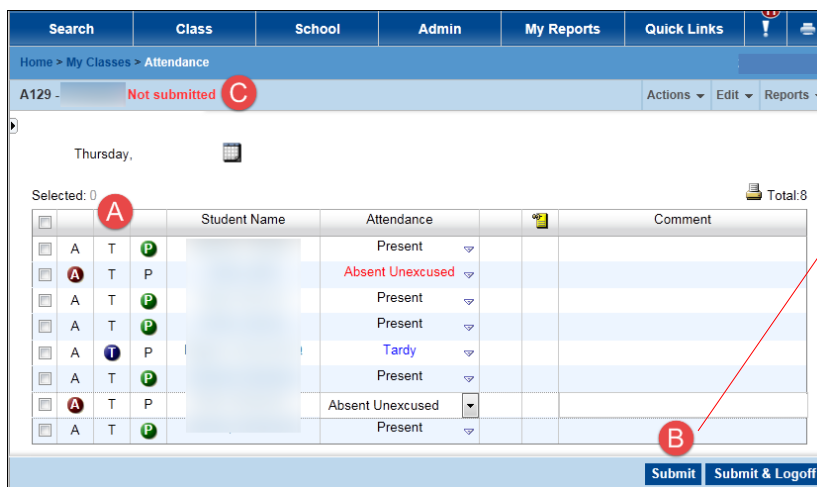 Search Class School Admin My Reports Quick Links !
Home > My Classes > Attendance
A129 - Not submitted C Actions Edit Reports
Thursday,
Selected: 0 Total:8
A
Student Name Attendance Comment
A T P Present
A T P Absent Unexcused
A T P Present
A T P Present
A T P Tardy
A T P Present
A T P Absent Unexcused
A T P Present
B
Submit Submit & Logoff